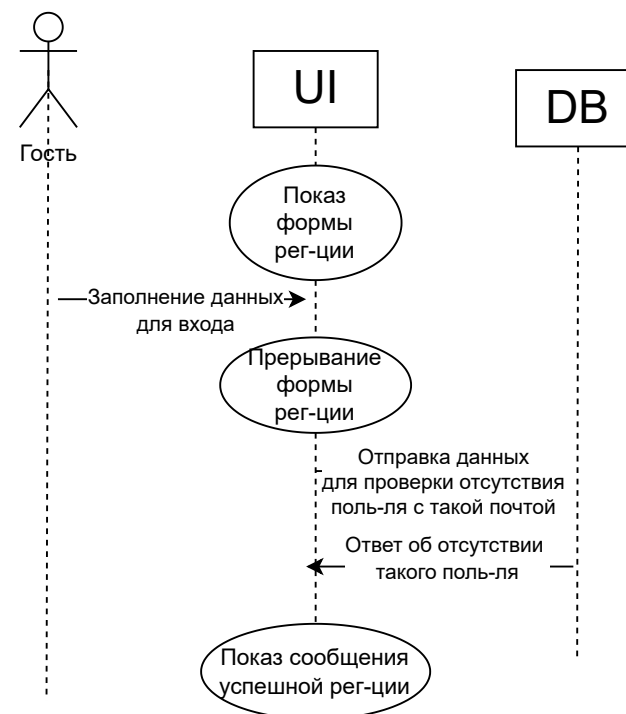 UI
DB
Гость
Показ
формы
рег-ции
Заполнение данных
для входа
Прерывание
формы
рег-ции
Отправка данных
для проверки отсутствия
поль-ля с такой почтой
Ответ об отсутствии
такого поль-ля
Показ сообщения
успешной рег-ции